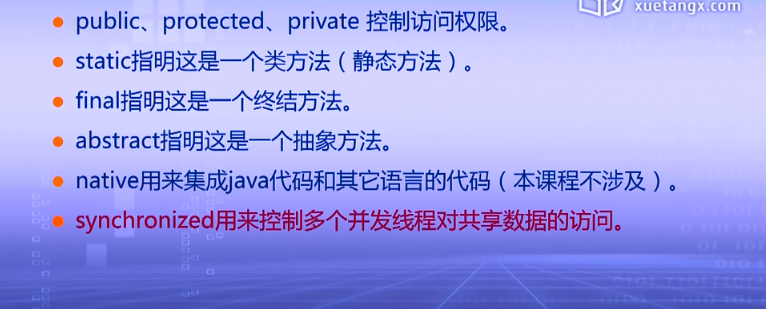 xuetangx.com
public、protected、private 控制访问权限。
static指明这是一个类方法（静态方法）。
final指明这是一个终结方法。
abstract指明这是一个抽象方法。
native用来集成java代码和其它语言的代码（本课程不涉及）。
synchronized用来控制多个并发线程对共享数据的访问。